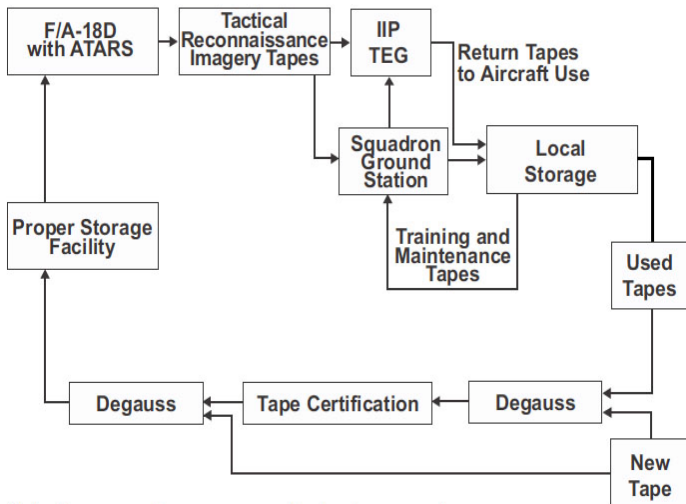 F/A-18D
with ATARS
Tactical
Reconnaissance
Imagery Tapes
IIP
TEG
Return Tapes
to Aircraft Use
Squadron
Ground
Station
Local
Storage
Proper Storage
Facility
Training and
Maintenance
Tapes
Used
Tapes
Degauss
Tape Certification
Degauss
New
Tape